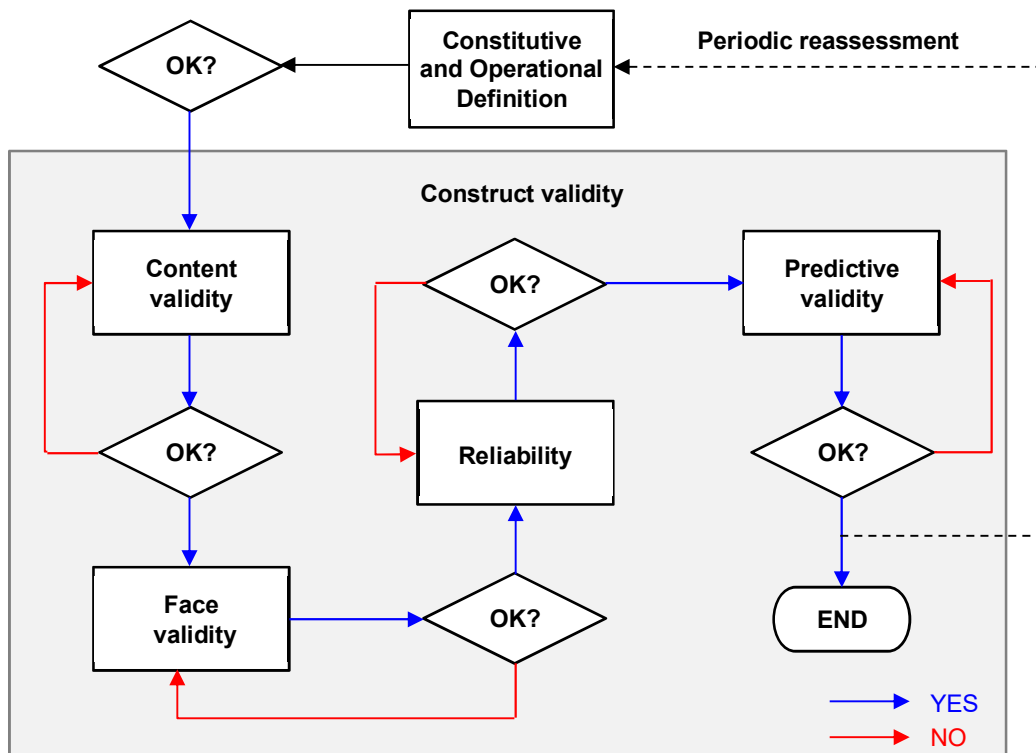 OK?
Constitutive
and Operational
Definition
Periodic reassessment
Construct validity
Content
validity
OK?
Face
validity
OK?
Reliability
OK?
Predictive
validity
OK?
END
YES
NO